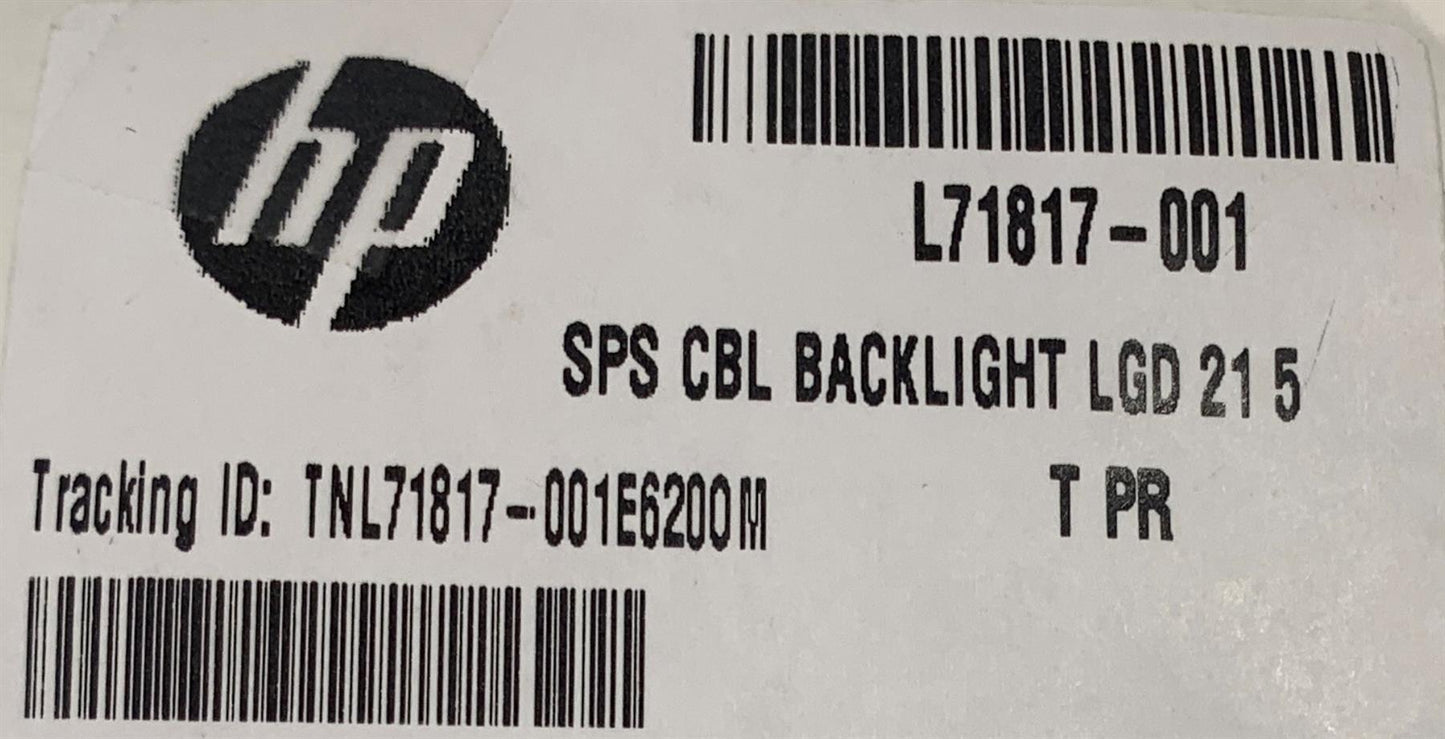 hp
L71817-001
SPS CBL BACKLIGHT LGD 21 5
T PR
Tracking ID: TNL71817-001E6200M